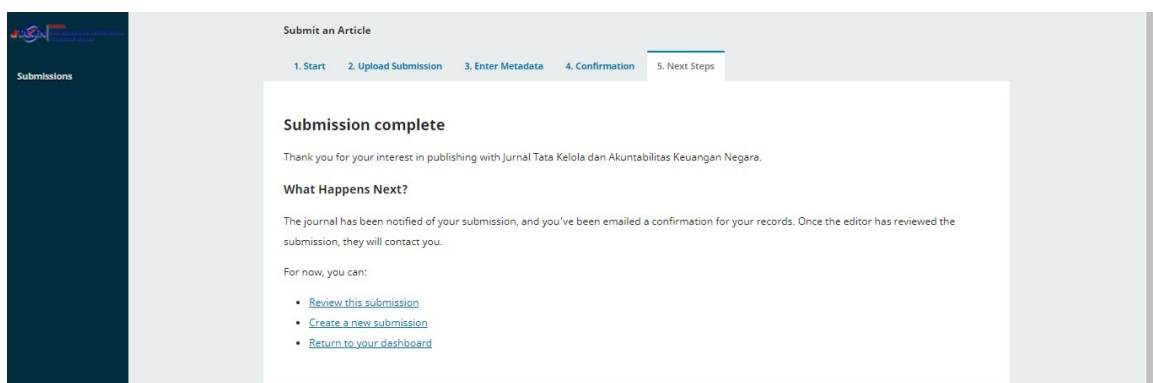 Submit an Article
1. Start 2. Upload Submission 3. Enter Metadata 4. Confirmation 5. Next Steps
Submissions
Submission complete
Thank you for your interest in publishing with Jurnal Tata Kelola dan Akuntabilitas Keuangan Negara.
What Happens Next?
The journal has been notified of your submission, and you've been emailed a confirmation for your records. Once the editor has reviewed the
submission, they will contact you.
For now, you can:
• Review this submission
• Create a new submission
• Return to your dashboard